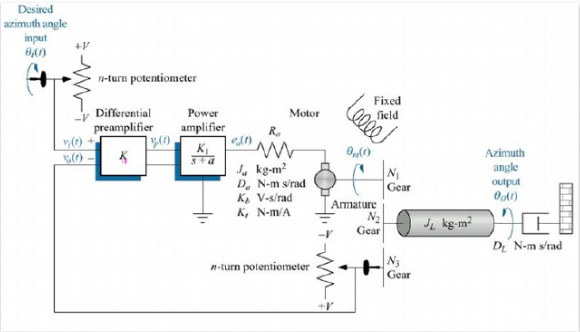 Desired
azimuth angle
input
θi(t)
+V
n-turn potentiometer
-V
Differential
preamplifier
Power
amplifier
Motor
Fixed
field
vi(t) +
vo(t) −
K
vp(t)
K1
s+a
ea(t)
Ra
Ja kg-m²
Da N-m s/rad
Kb V-s/rad
Kt N-m/A
θm(t)
N1
Gear
Armature
N2
Gear
JL kg-m²
Azimuth
angle
output
θo(t)
DL N-m s/rad
-V
n-turn potentiometer
N3
Gear
+V